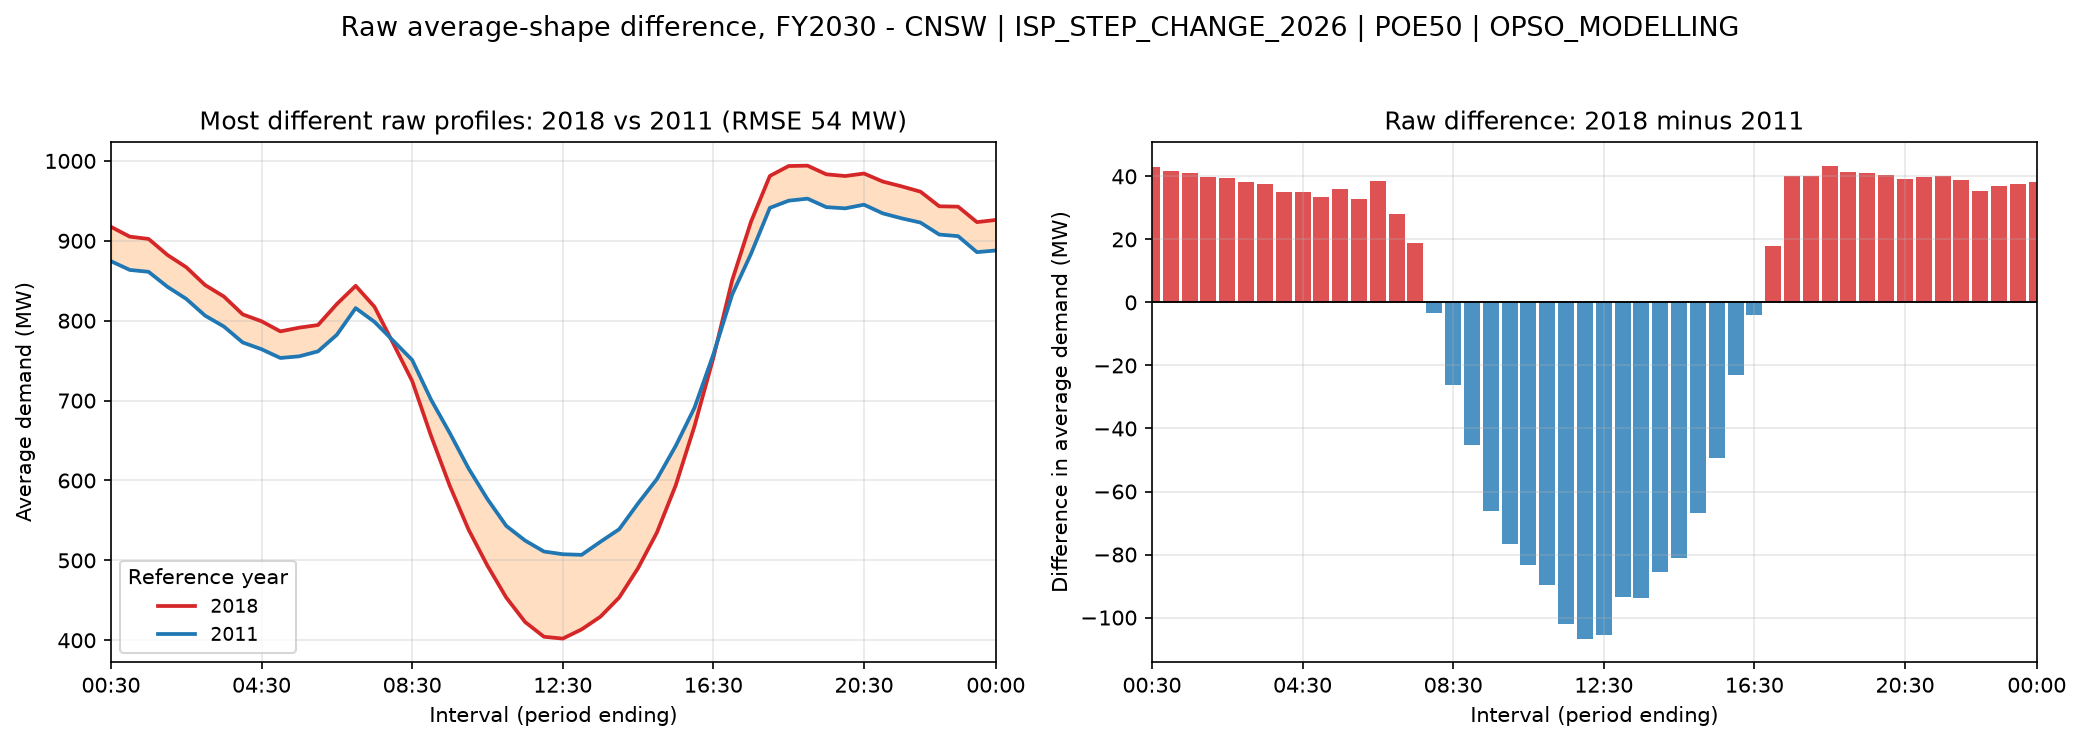 Raw average-shape difference, FY2030 - CNSW | ISP_STEP_CHANGE_2026 | POE50 | OPSO_MODELLING
Most different raw profiles: 2018 vs 2011 (RMSE 54 MW)
Average demand (MW)
1000
900
800
700
600
500
400
Reference year
2018
2011
00:30 04:30 08:30 12:30 16:30 20:30 00:00
Interval (period ending)
Raw difference: 2018 minus 2011
Difference in average demand (MW)
40
20
0
−20
−40
−60
−80
−100
00:30 04:30 08:30 12:30 16:30 20:30 00:00
Interval (period ending)